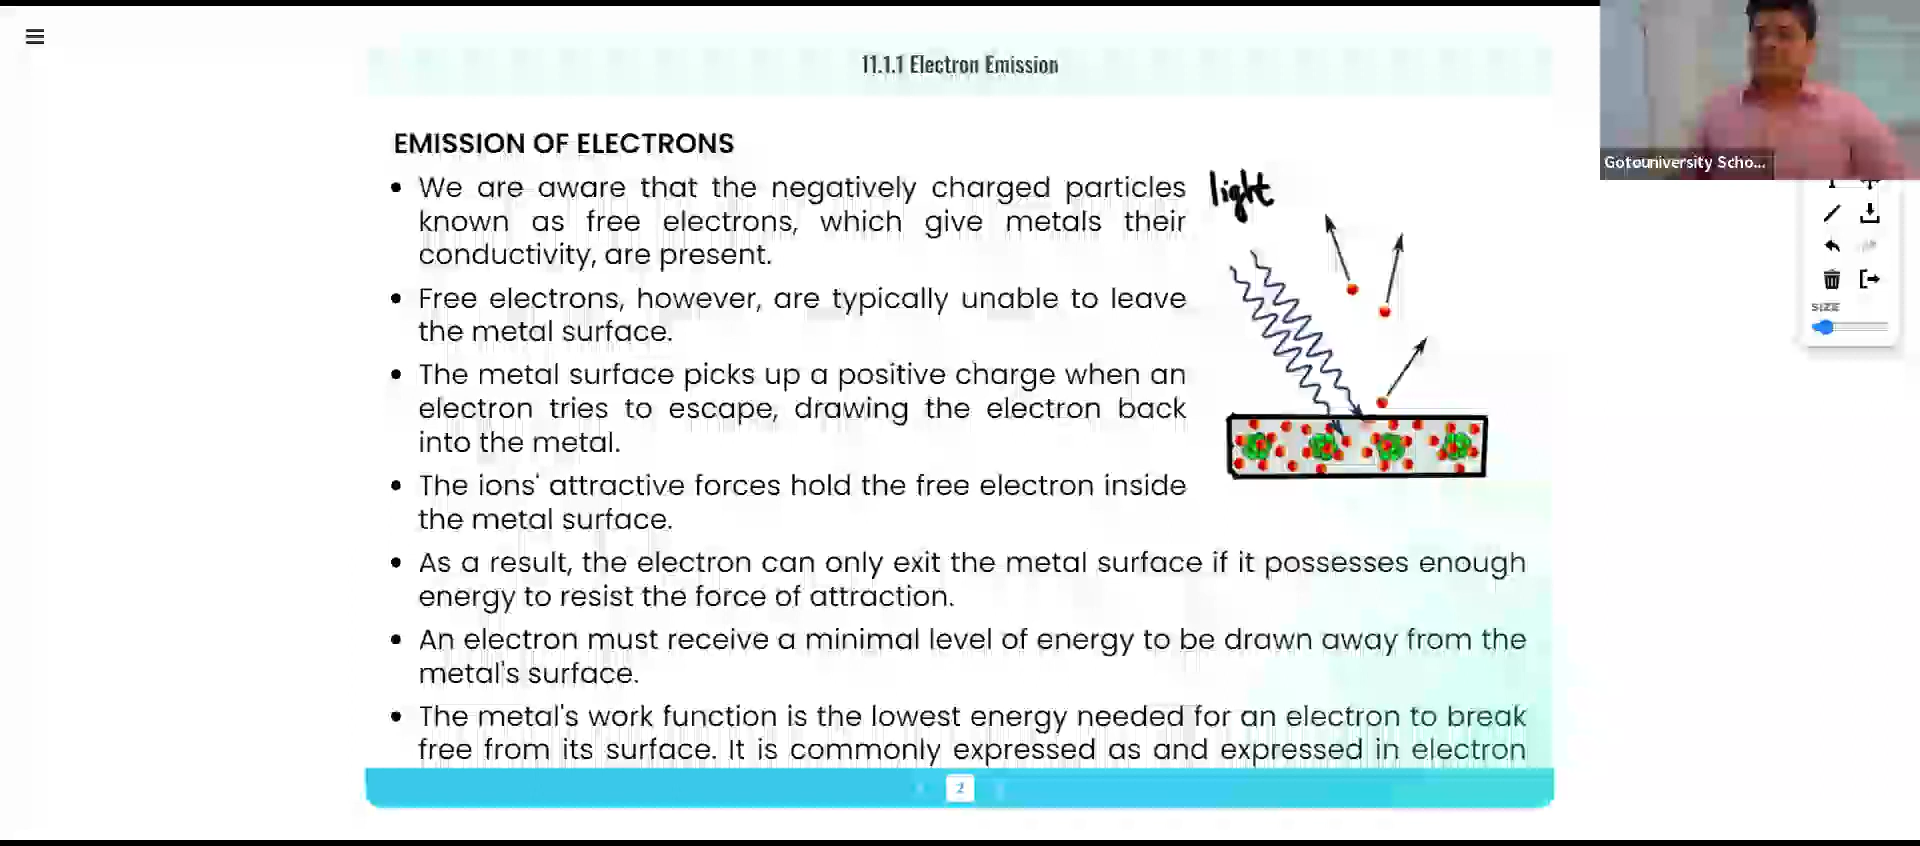 11.1.1 Electron Emission
Gotouniversity Scho...
EMISSION OF ELECTRONS
• We are aware that the negatively charged particles
known as free electrons, which give metals their
conductivity, are present.
light
• Free electrons, however, are typically unable to leave
the metal surface.
SIZE
• The metal surface picks up a positive charge when an
electron tries to escape, drawing the electron back
into the metal.
• The ions' attractive forces hold the free electron inside
the metal surface.
• As a result, the electron can only exit the metal surface if it possesses enough
energy to resist the force of attraction.
• An electron must receive a minimal level of energy to be drawn away from the
metal's surface.
• The metal's work function is the lowest energy needed for an electron to break
free from its surface. It is commonly expressed as and expressed in electron
2